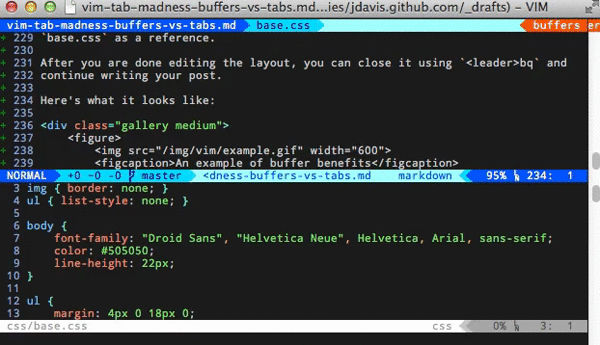 vim-tab-madness-buffers-vs-tabs.md...ies/jdavis.github.com/_drafts) – VIM
vim-tab-madness-buffers-vs-tabs.md base.css buffers
229 `base.css` as a reference.
230
231 After you are done editing the layout, you can close it using `<leader>bq` and
232 continue writing your post.
233
234 Here's what it looks like:
235
236 <div class="gallery medium">
237 <figure>
238 <img src="/img/vim/example.gif" width="600">
239 <figcaption>An example of buffer benefits</figcaption>
NORMAL +0 ~0 -0 master <dness-buffers-vs-tabs.md markdown 95% 234: 1
3 img { border: none; }
4 ul { list-style: none; }
5
6 body {
7 font-family: "Droid Sans", "Helvetica Neue", Helvetica, Arial, sans-serif;
8 color: #505050;
9 line-height: 22px;
10 }
11
12 ul {
13 margin: 4px 0 18px 0;
css/base.css css 0% 3: 1